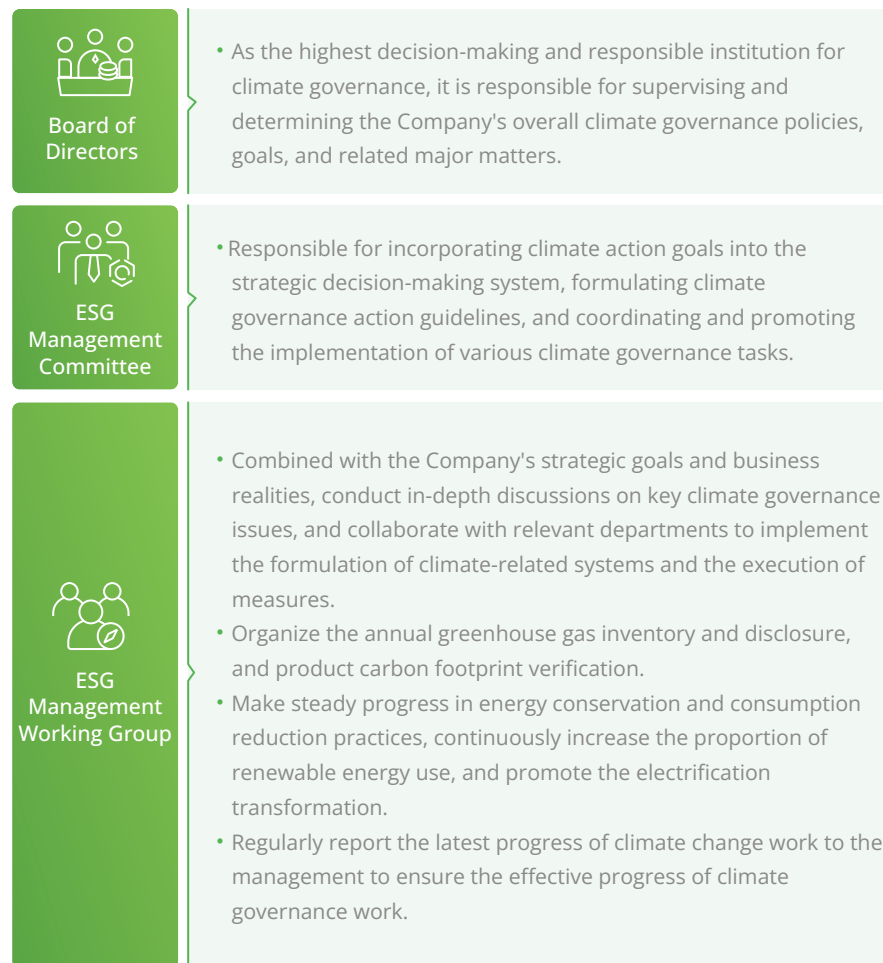 Board of
Directors
• As the highest decision-making and responsible institution for
climate governance, it is responsible for supervising and
determining the Company's overall climate governance policies,
goals, and related major matters.
ESG
Management
Committee
• Responsible for incorporating climate action goals into the
strategic decision-making system, formulating climate
governance action guidelines, and coordinating and promoting
the implementation of various climate governance tasks.
ESG
Management
Working Group
• Combined with the Company's strategic goals and business
realities, conduct in-depth discussions on key climate governance
issues, and collaborate with relevant departments to implement
the formulation of climate-related systems and the execution of
measures.
• Organize the annual greenhouse gas inventory and disclosure,
and product carbon footprint verification.
• Make steady progress in energy conservation and consumption
reduction practices, continuously increase the proportion of
renewable energy use, and promote the electrification
transformation.
• Regularly report the latest progress of climate change work to the
management to ensure the effective progress of climate
governance work.